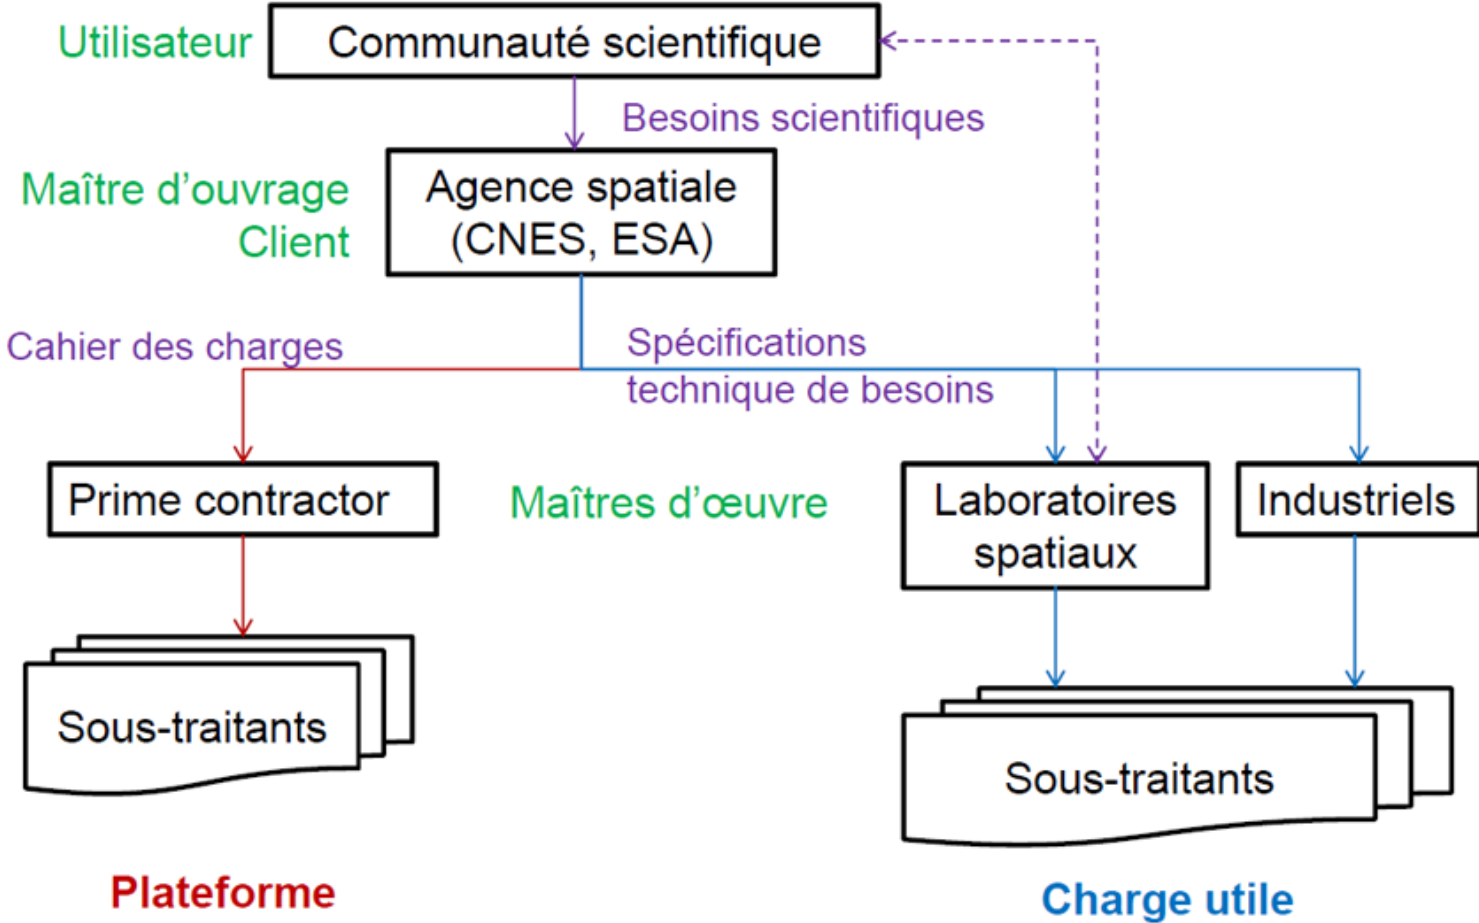 Utilisateur
Communauté scientifique
Besoins scientifiques
Maître d'ouvrage
Client
Agence spatiale
(CNES, ESA)
Cahier des charges
Spécifications
technique de besoins
Prime contractor
Maîtres d'œuvre
Laboratoires
spatiaux
Industriels
Sous-traitants
Sous-traitants
Plateforme
Charge utile